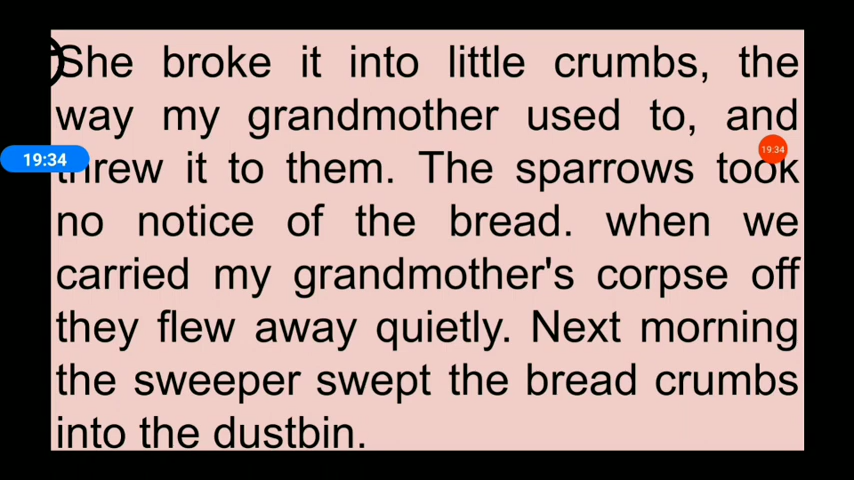 She broke it into little crumbs, the
way my grandmother used to, and
threw it to them. The sparrows took
no notice of the bread. when we
carried my grandmother's corpse off
they flew away quietly. Next morning
the sweeper swept the bread crumbs
into the dustbin.
19:34
19:34